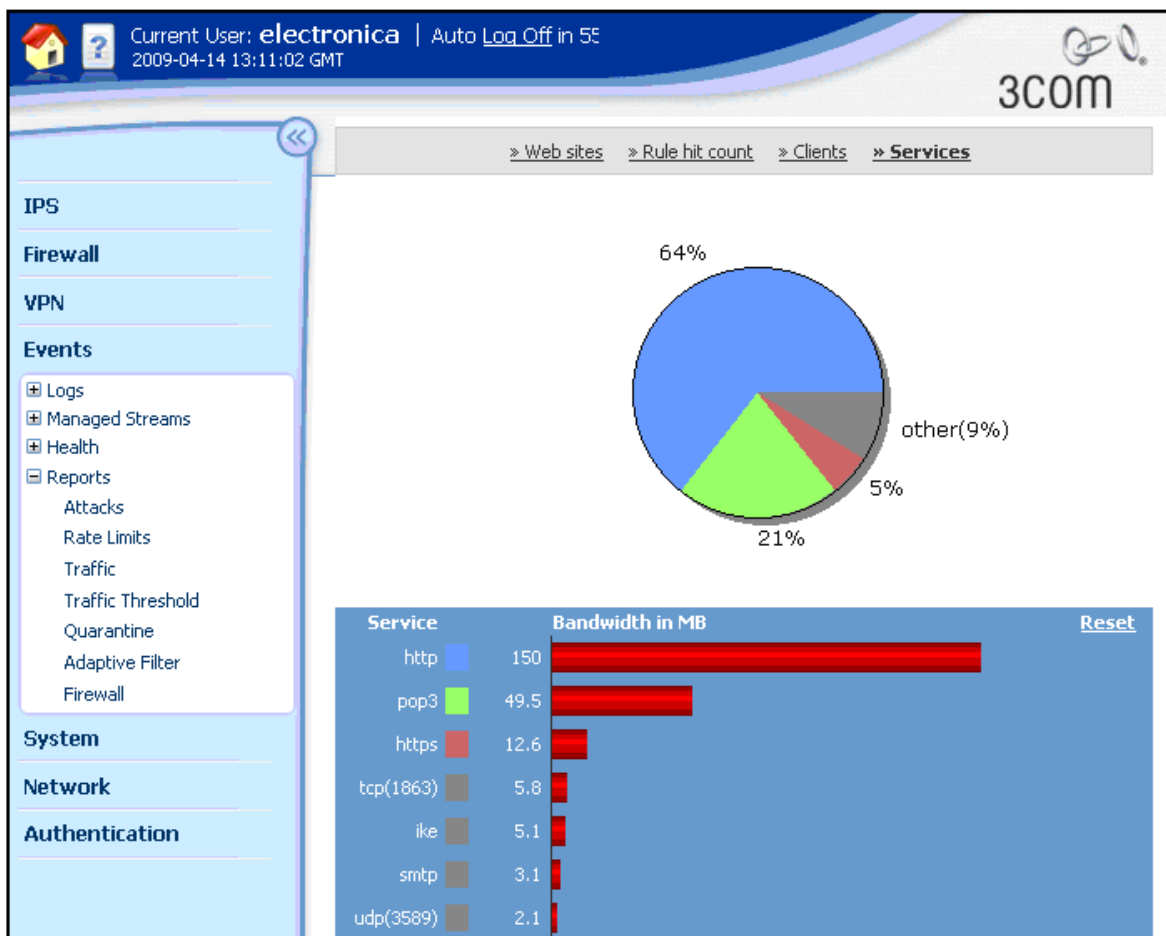 Current User: electronica | Auto Log Off in 55
2009-04-14 13:11:02 GMT
3COM
» Web sites » Rule hit count » Clients » Services
IPS
Firewall
VPN
Events
Logs
Managed Streams
Health
Reports
Attacks
Rate Limits
Traffic
Traffic Threshold
Quarantine
Adaptive Filter
Firewall
System
Network
Authentication
64%
other(9%)
5%
21%
Service Bandwidth in MB Reset
http 150
pop3 49.5
https 12.6
tcp(1863) 5.8
ike 5.1
smtp 3.1
udp(3589) 2.1